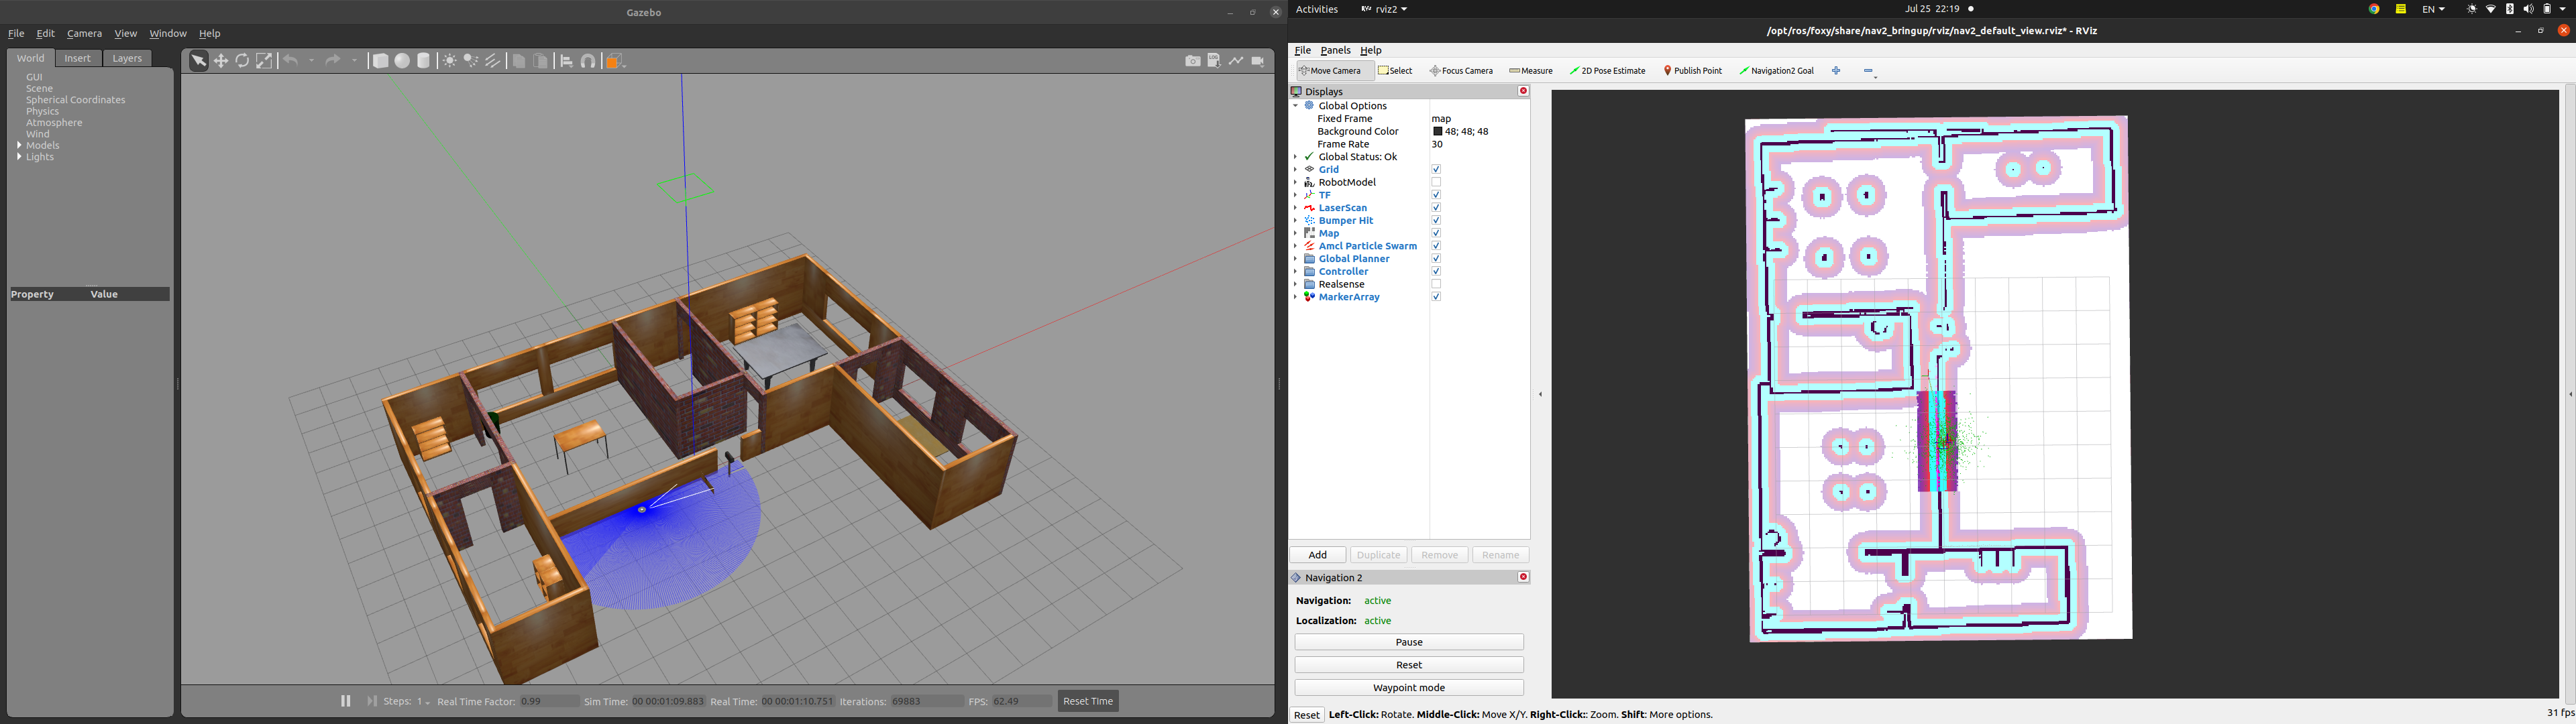 Gazebo
File Edit Camera View Window Help
World Insert Layers
GUI
Scene
Spherical Coordinates
Physics
Atmosphere
Wind
Models
Lights
Property Value
Steps: 1 Real Time Factor: 0.99 Sim Time: 00 00:01:09.883 Real Time: 00 00:01:10.751 Iterations: 69883 FPS: 62.49 Reset Time
Activities rviz2 Jul 25 22:19 EN
/opt/ros/foxy/share/nav2_bringup/rviz/nav2_default_view.rviz* - RViz
File Panels Help
Move Camera Select Focus Camera Measure 2D Pose Estimate Publish Point Navigation2 Goal
Displays
Global Options
Fixed Frame map
Background Color 48; 48; 48
Frame Rate 30
Global Status: Ok
Grid
RobotModel
TF
LaserScan
Bumper Hit
Map
Amcl Particle Swarm
Global Planner
Controller
Realsense
MarkerArray
Add Duplicate Remove Rename
Navigation 2
Navigation: active
Localization: active
Pause
Reset
Waypoint mode
Reset Left-Click: Rotate. Middle-Click: Move X/Y. Right-Click:: Zoom. Shift: More options. 31 fps